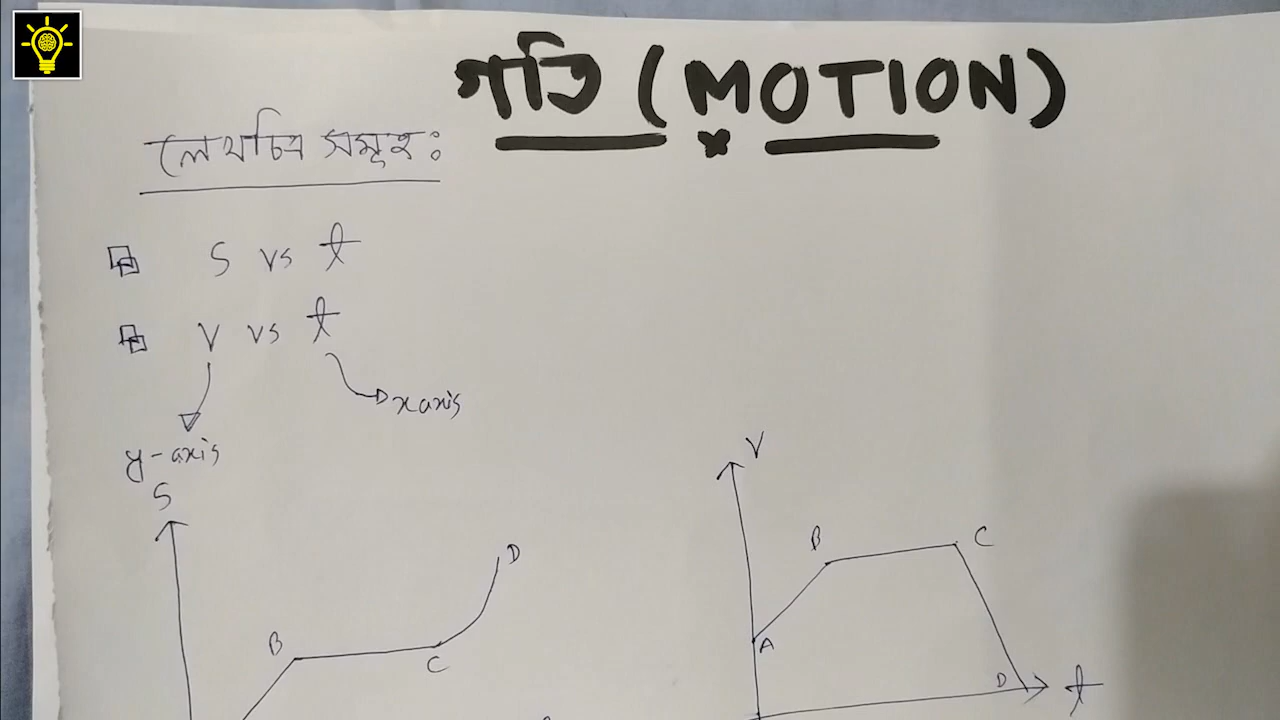 গতি (MOTION)
লেখচিত্র সমূহঃ
S vs t
V vs t
x axis
y-axis
S
D
B
C
V
B
C
A
D
t